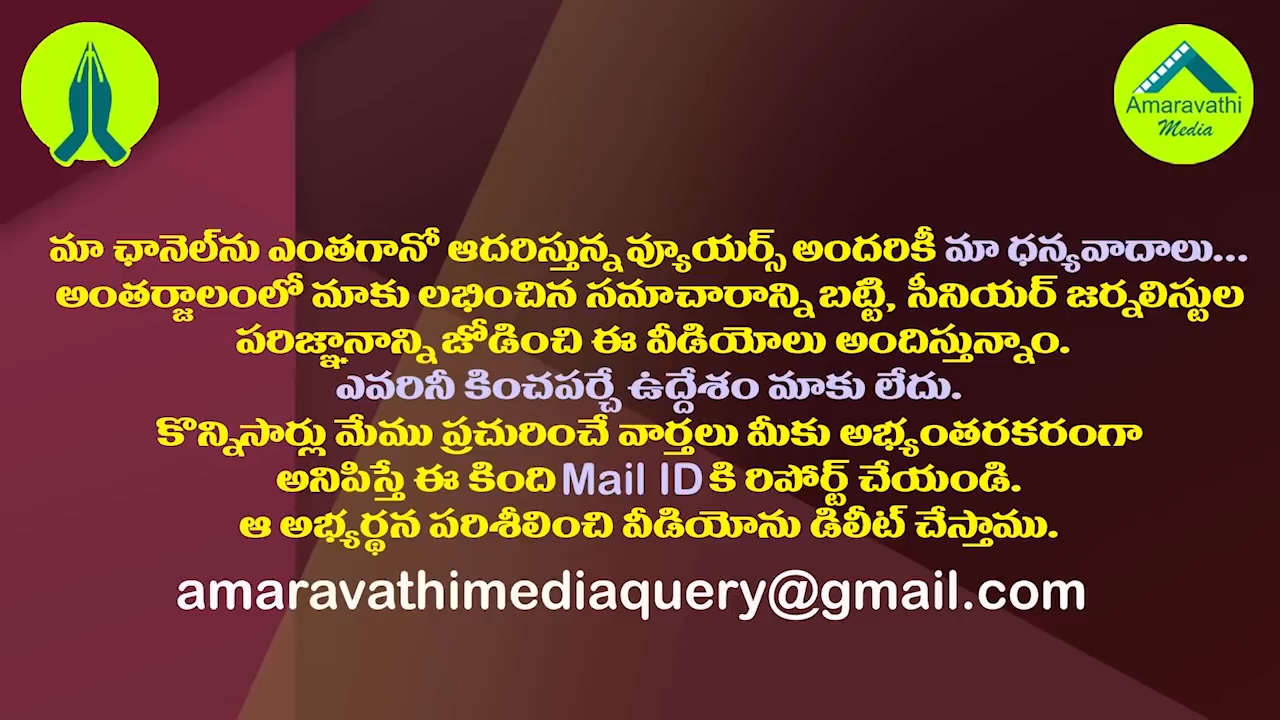 Amaravathi
Media
మా ఛానెల్‌ను ఎంతగానో ఆదరిస్తున్న వ్యూయర్స్ అందరికీ మా ధన్యవాదాలు...
అంతర్జాలంలో మాకు లభించిన సమాచారాన్ని బట్టి, సీనియర్ జర్నలిస్టుల
పరిజ్ఞానాన్ని జోడించి ఈ వీడియోలు అందిస్తున్నాం.
ఎవరినీ కించపర్చే ఉద్దేశం మాకు లేదు.
కొన్నిసార్లు మేము ప్రచురించే వార్తలు మీకు అభ్యంతరకరంగా
అనిపిస్తే ఈ కింది Mail ID కి రిపోర్ట్ చేయండి.
ఆ అభ్యర్థన పరిశీలించి వీడియోను డిలీట్ చేస్తాము.
amaravathimediaquery@gmail.com